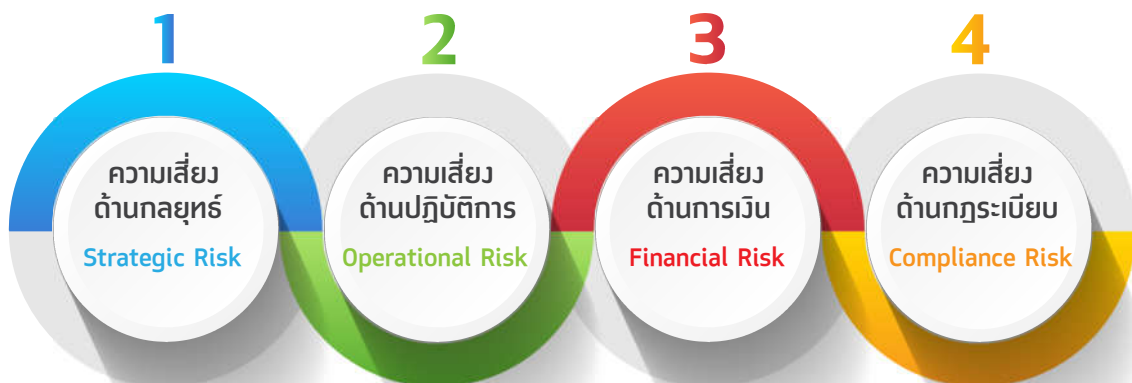 1
ความเสี่ยง
ด้านกลยุทธ์
Strategic Risk
2
ความเสี่ยง
ด้านปฏิบัติการ
Operational Risk
3
ความเสี่ยง
ด้านการเงิน
Financial Risk
4
ความเสี่ยง
ด้านกฎระเบียบ
Compliance Risk